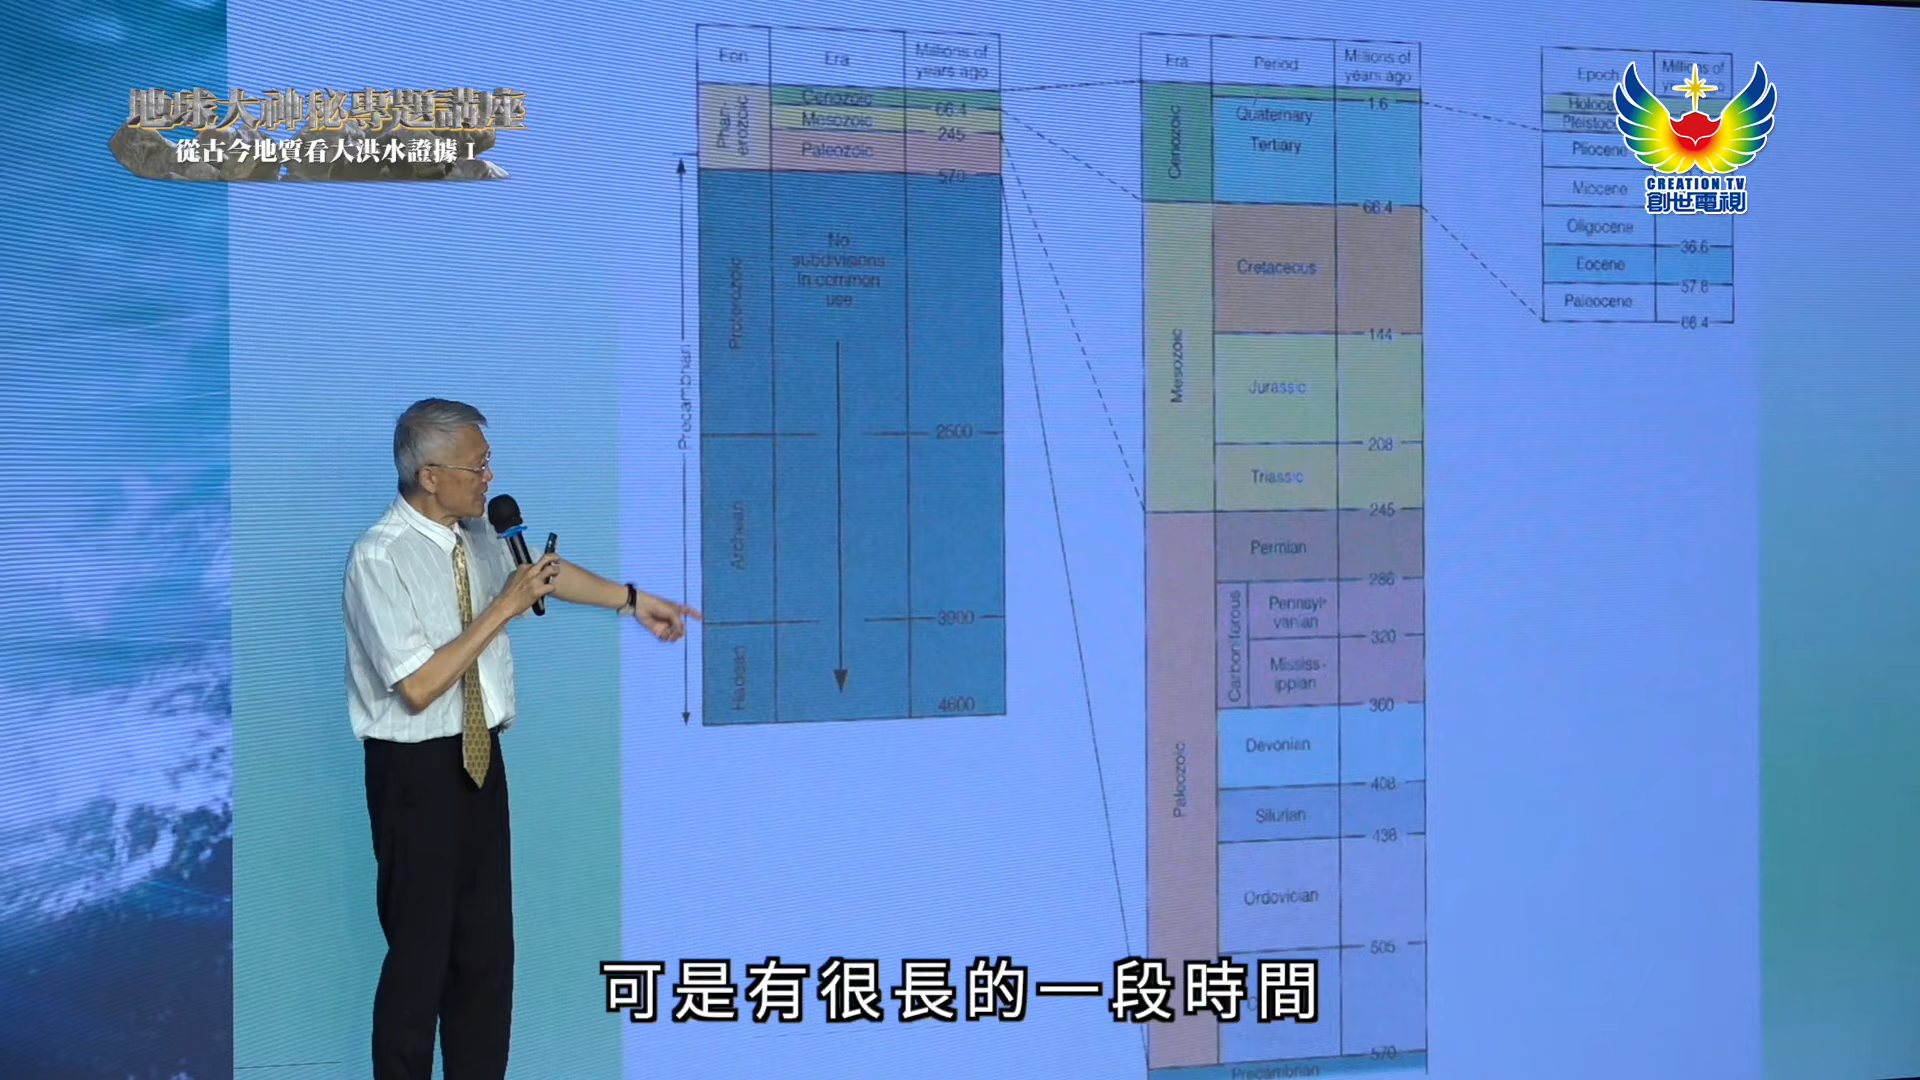 地球大神秘專題講座
從古今地質看大洪水證據 I
CREATION TV
創世電視
Eon
Era
Millions of
years ago
Phan-
erozoic
Cenozoic
66.4
Mesozoic
245
Paleozoic
570
Precambrian
Proterozoic
No
subdivisions
in common
use
2500
Archean
3900
Hadean
4600
Era
Period
Millions of
years ago
Cenozoic
1.6
Quaternary
Tertiary
66.4
Mesozoic
Cretaceous
144
Jurassic
208
Triassic
245
Paleozoic
Permian
286
Carboniferous
Pennsyl-
vanian
320
Mississ-
ippian
360
Devonian
408
Silurian
438
Ordovician
505
570
Precambrian
Epoch
Pliocene
Miocene
Oligocene
36.6
Eocene
57.8
Paleocene
66.4
可是有很長的一段時間